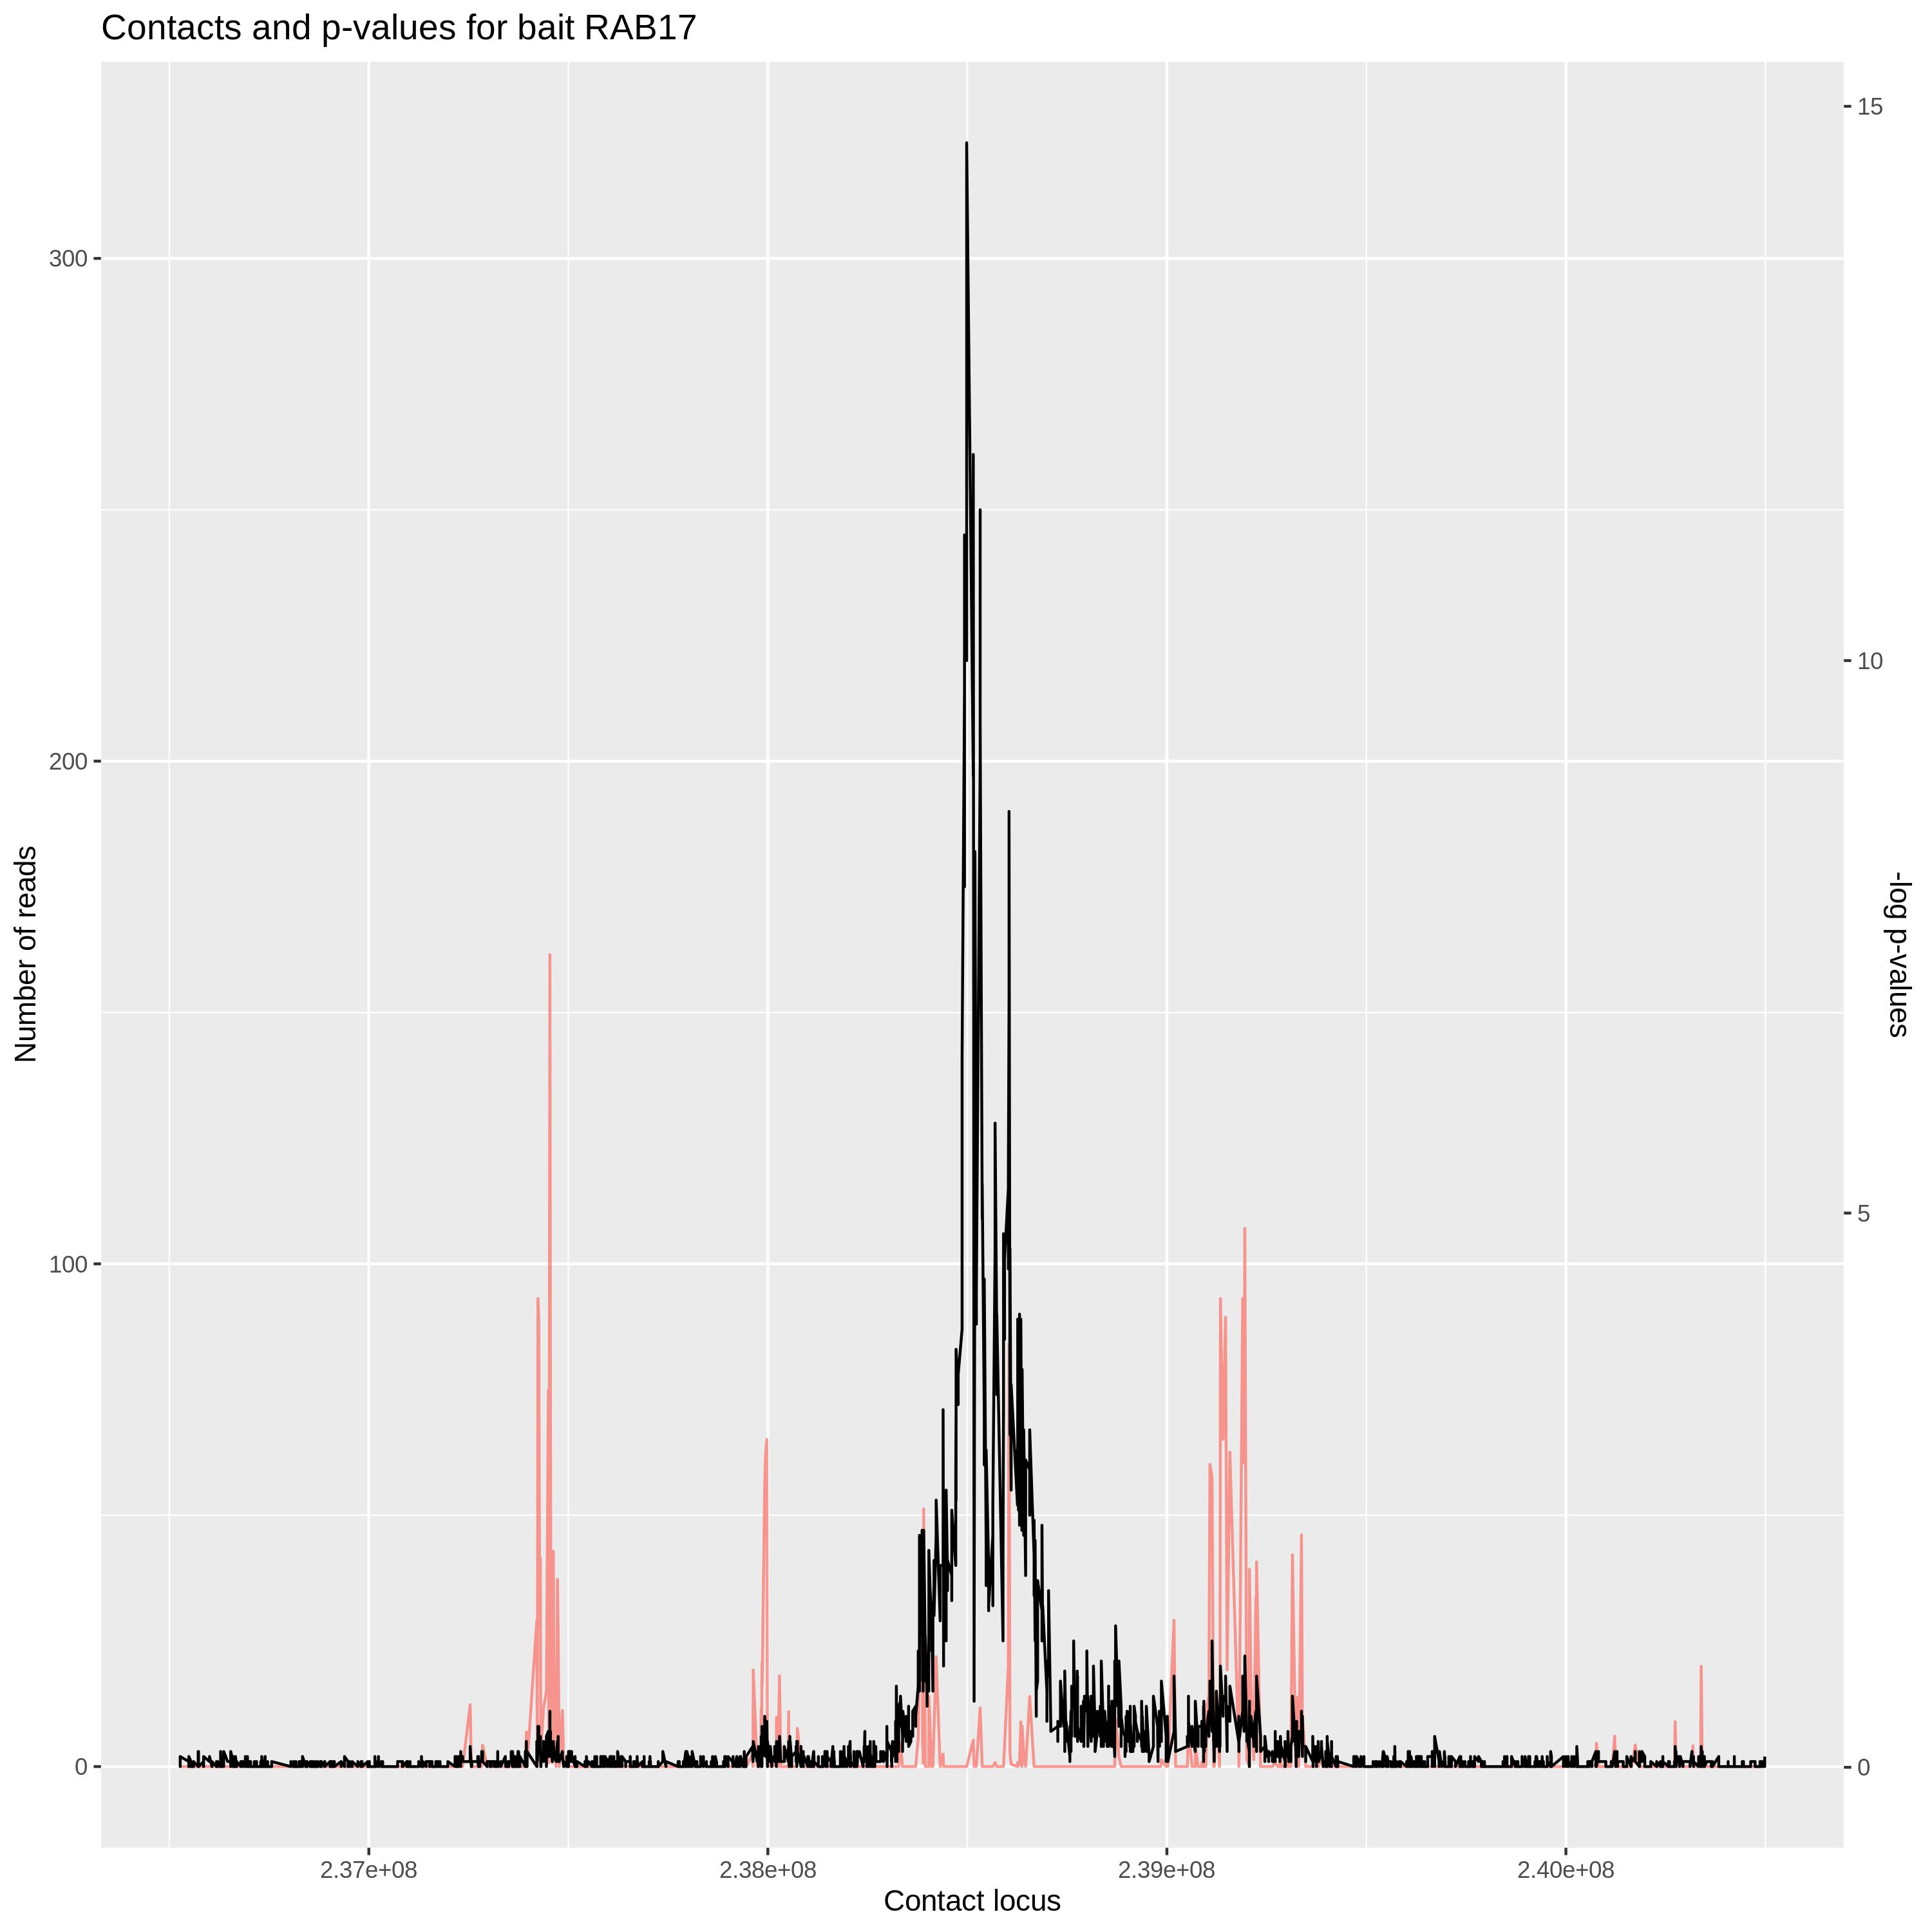 Contacts and p-values for bait RAB17
15
300
10
200
Number of reads
-log p-values
5
100
0
0
2.37e+08
2.38e+08
2.39e+08
2.40e+08
Contact locus